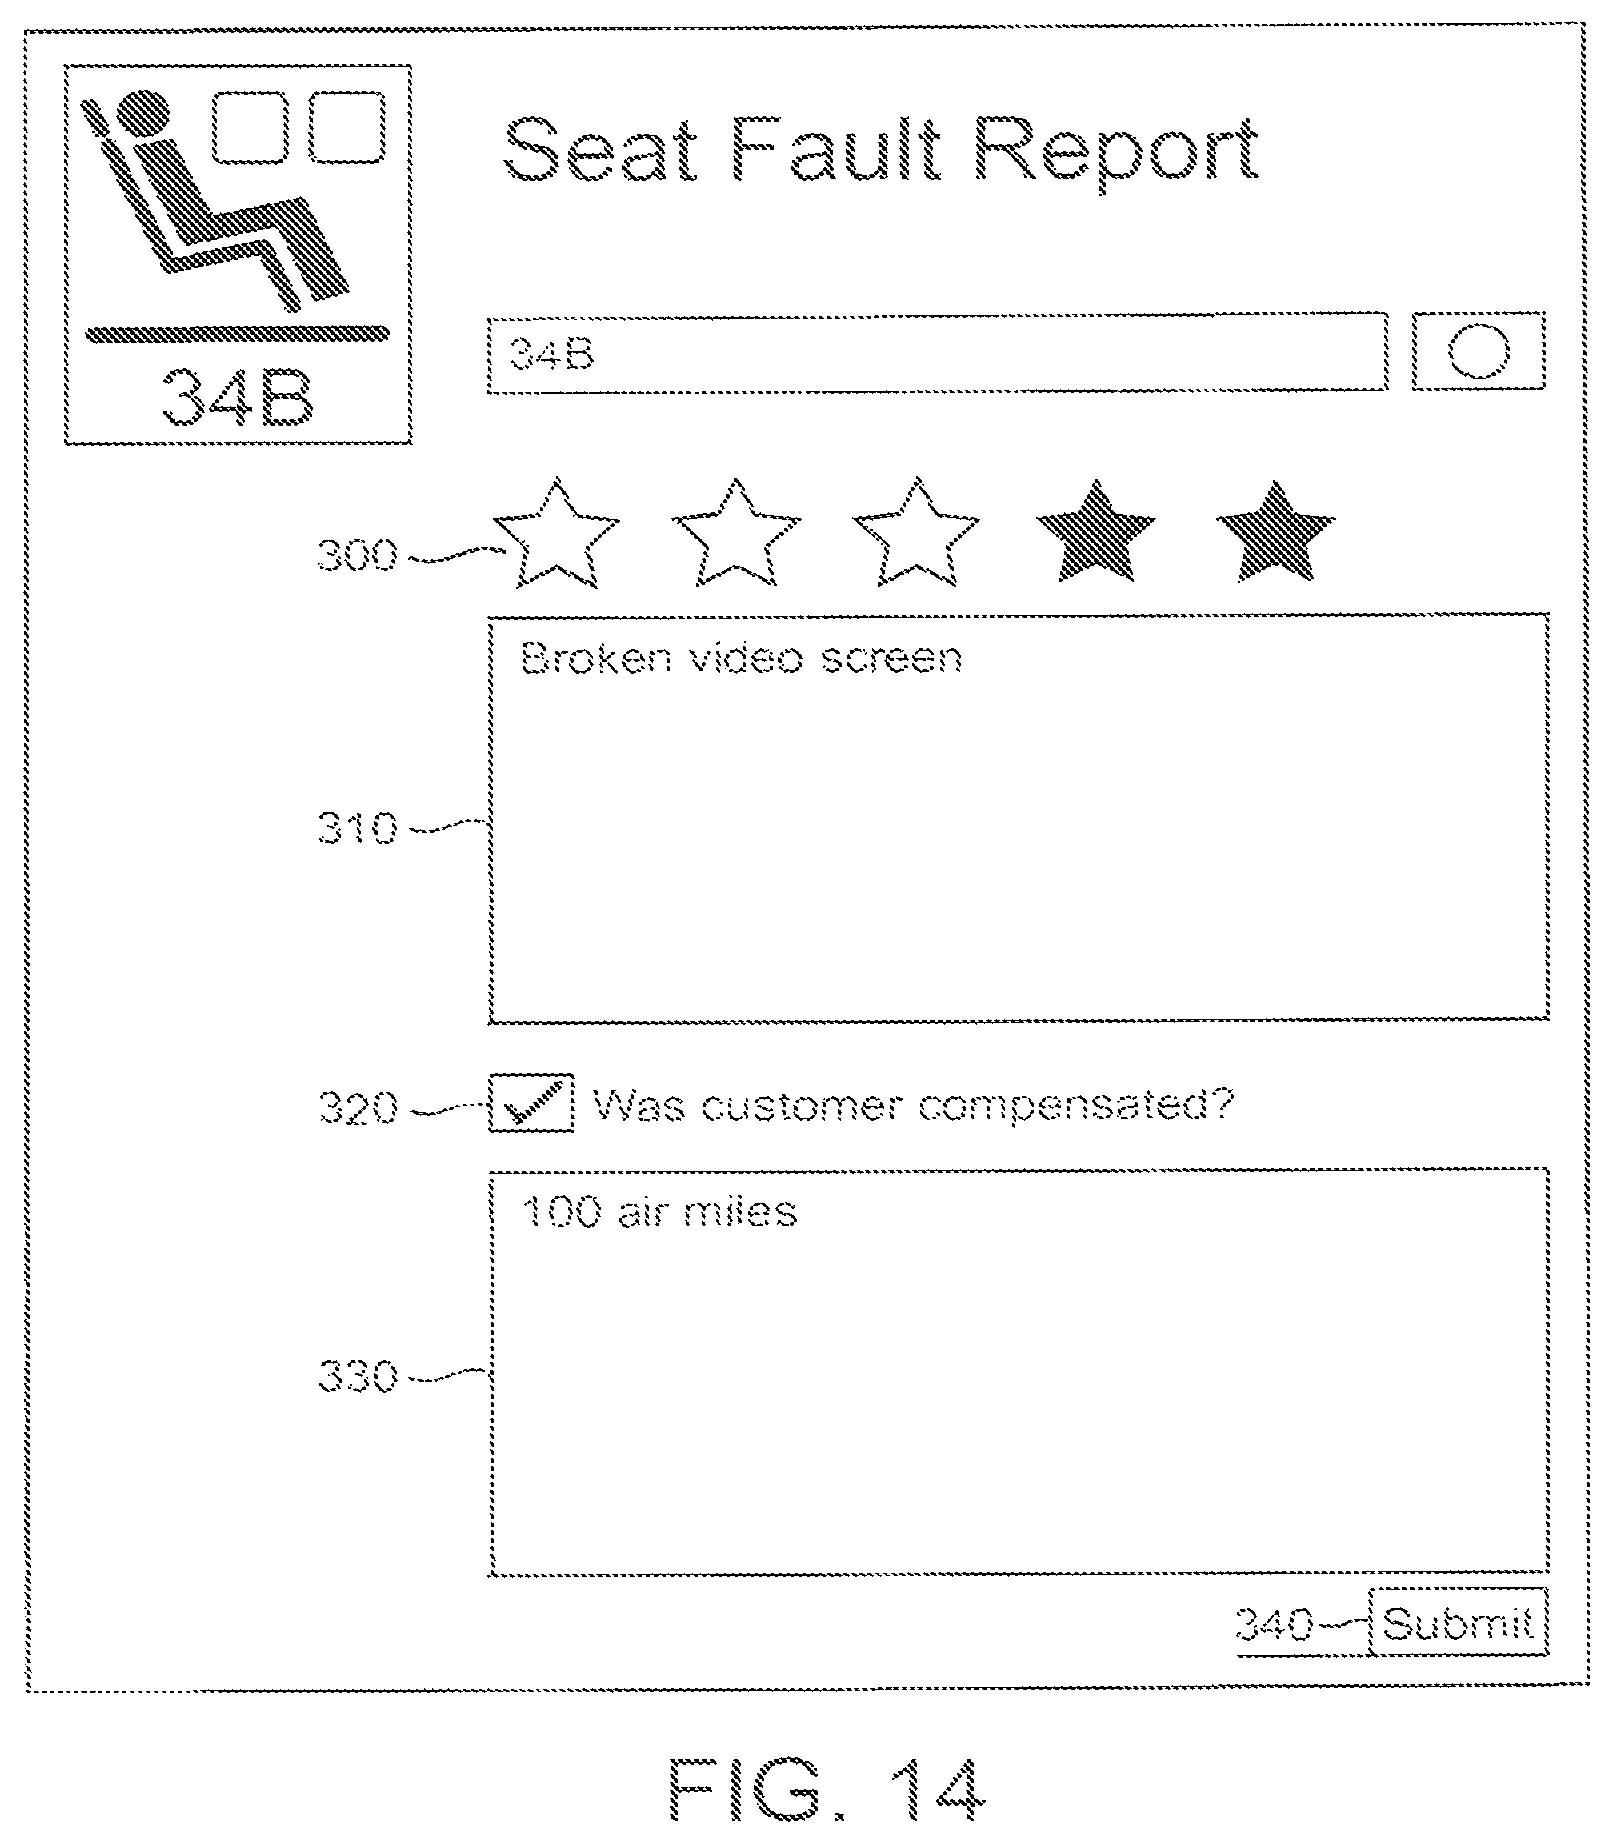 Seat Fault Report
34B
34B
300
Broken video screen
310
320 Was customer compensated?
100 air miles
330
340 Submit
FIG. 14